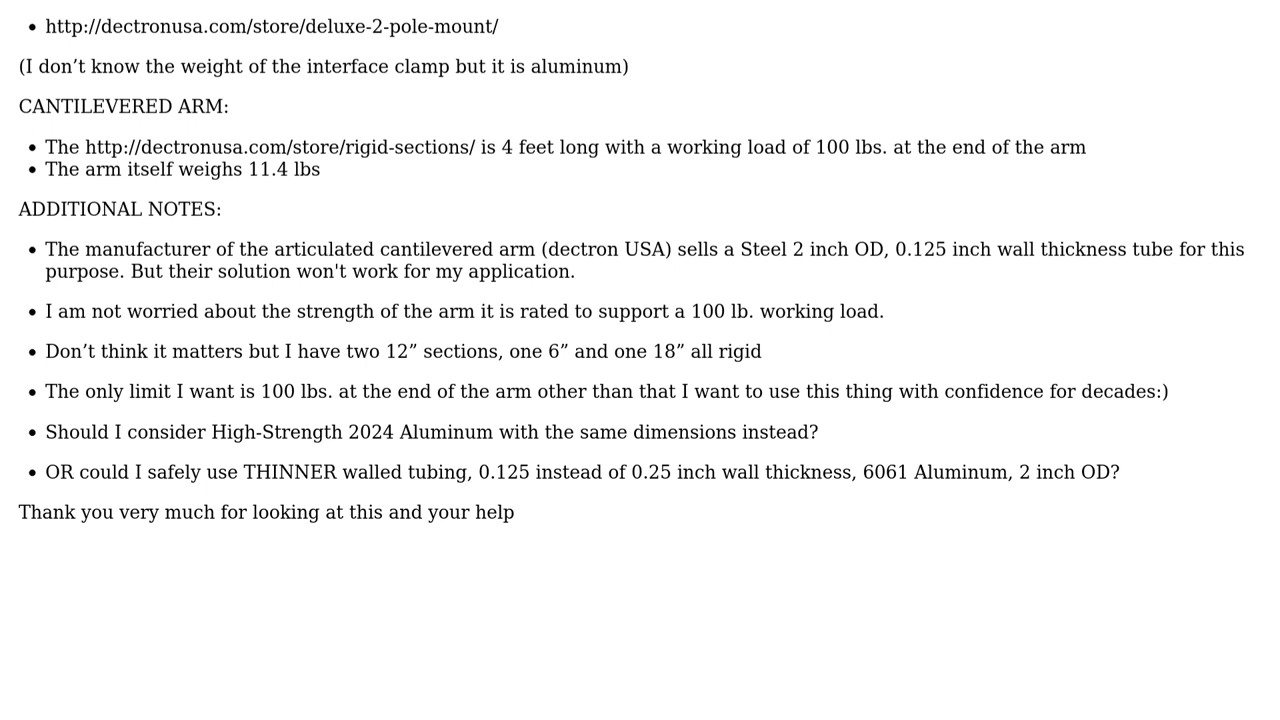 • http://dectronusa.com/store/deluxe-2-pole-mount/
(I don’t know the weight of the interface clamp but it is aluminum)
CANTILEVERED ARM:
• The http://dectronusa.com/store/rigid-sections/ is 4 feet long with a working load of 100 lbs. at the end of the arm
• The arm itself weighs 11.4 lbs
ADDITIONAL NOTES:
• The manufacturer of the articulated cantilevered arm (dectron USA) sells a Steel 2 inch OD, 0.125 inch wall thickness tube for this
purpose. But their solution won't work for my application.
• I am not worried about the strength of the arm it is rated to support a 100 lb. working load.
• Don’t think it matters but I have two 12” sections, one 6” and one 18” all rigid
• The only limit I want is 100 lbs. at the end of the arm other than that I want to use this thing with confidence for decades:)
• Should I consider High-Strength 2024 Aluminum with the same dimensions instead?
• OR could I safely use THINNER walled tubing, 0.125 instead of 0.25 inch wall thickness, 6061 Aluminum, 2 inch OD?
Thank you very much for looking at this and your help